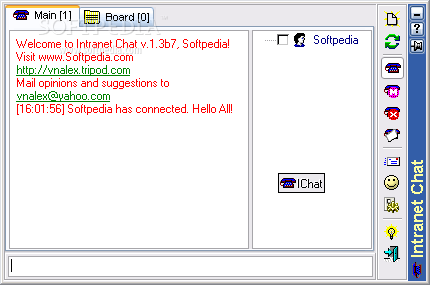 Main [1]
Board [0]
SOFTPEDIA
Welcome to Intranet Chat v.1.3b7, Softpedia!
Visit www.Softpedia.com
http://vnalex.tripod.com
Mail opinions and suggestions to
vnalex@yahoo.com
[16:01:56] Softpedia has connected. Hello All!
Softpedia
IChat
Intranet Chat